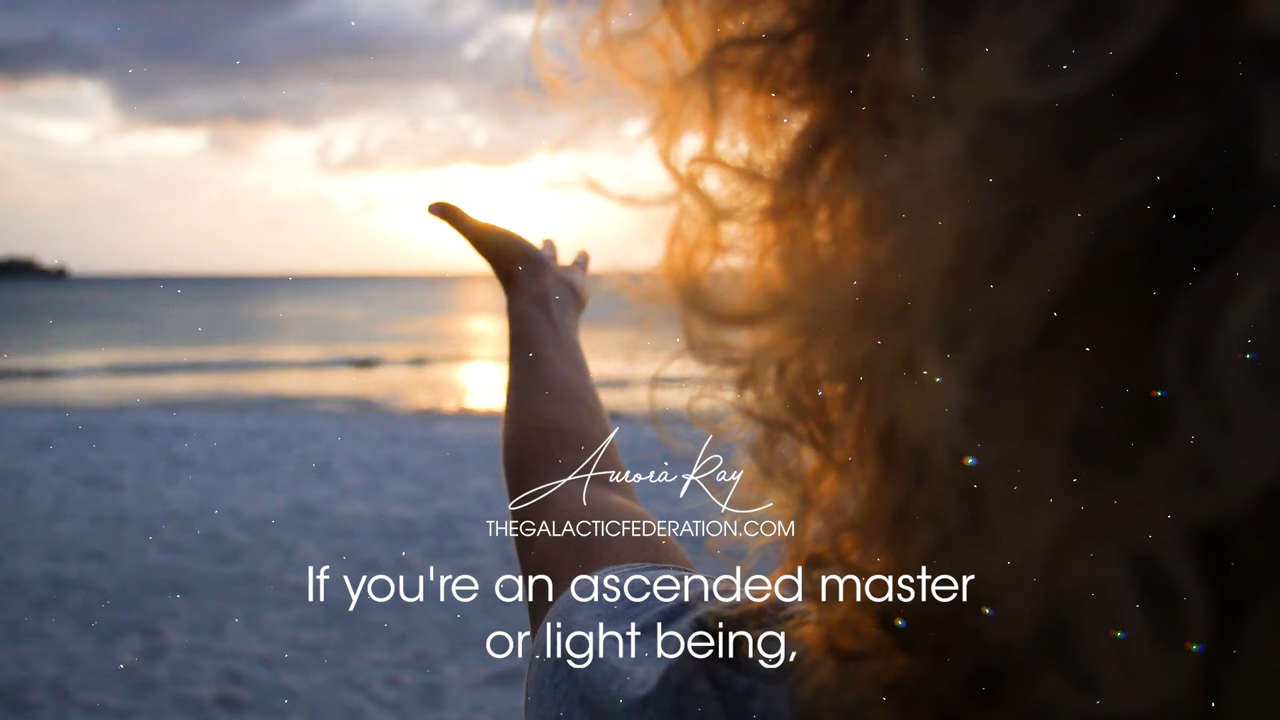 Aurora Ray
THEGALACTICFEDERATION.COM
If you're an ascended master
or light being,